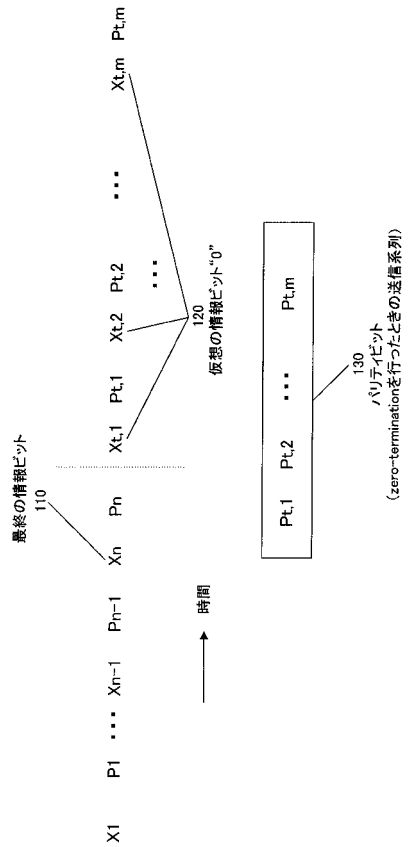 最終の情報ビット
110
X1 P1 ••• Xn-1 Pn-1 Xn Pn Xt,1 Pt,1 Xt,2 Pt,2 ••• Xt,m Pt,m
•••
時間
120
仮想の情報ビット“0”
Pt,1 Pt,2 ••• Pt,m
130
パリティビット
(zero-terminationを行ったときの送信系列)